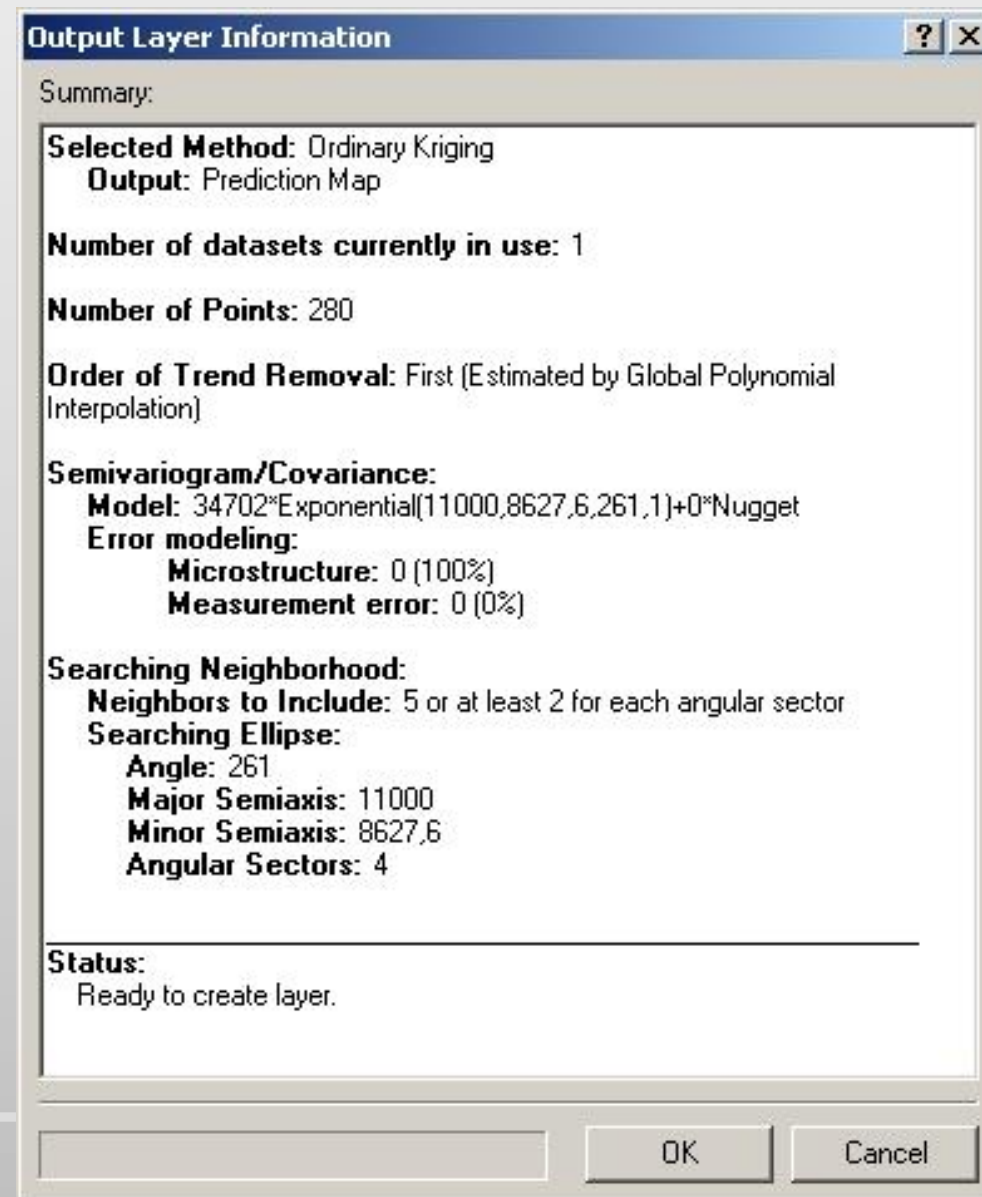 Output Layer Information
Summary:
Selected Method: Ordinary Kriging
Output: Prediction Map
Number of datasets currently in use: 1
Number of Points: 280
Order of Trend Removal: First (Estimated by Global Polynomial
Interpolation)
Semivariogram/Covariance:
Model: 34702*Exponential(11000,8627,6,261,1)+0*Nugget
Error modeling:
Microstructure: 0 (100%)
Measurement error: 0 (0%)
Searching Neighborhood:
Neighbors to Include: 5 or at least 2 for each angular sector
Searching Ellipse:
Angle: 261
Major Semiaxis: 11000
Minor Semiaxis: 8627,6
Angular Sectors: 4
Status:
Ready to create layer.
OK
Cancel